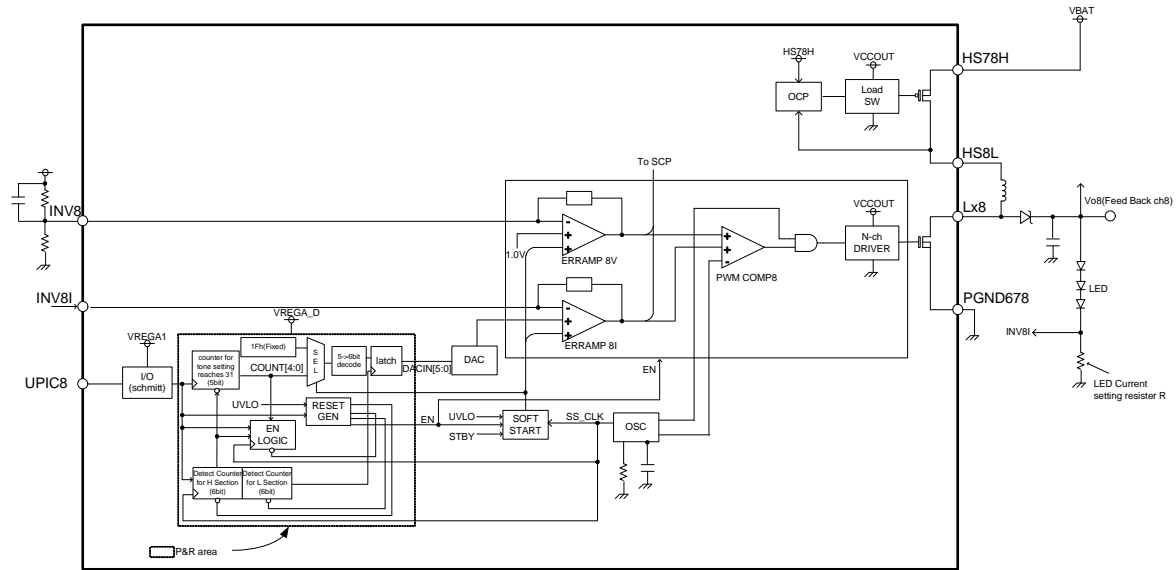 VBAT
HS78H
HS78H
VCCOUT
OCP
Load
SW
HS8L
To SCP
INV8
Lx8
Vo8(Feed Back ch8)
VCCOUT
1.0V
ERRAMP 8V
PWM COMP8
N-ch
DRIVER
INV8I
LED
PGND678
VREGA_D
VREGA1
ERRAMP 8I
INV8I
1Fh(Fixed)
S
E
L
5->6bit
decode
latch
DAC
DACIN[5:0]
counter for
tone setting
reaches 31
(5bit)
COUNT[4:0]
EN
UPIC8
I/O
(schmitt)
LED Current
setting resister R
UVLO
RESET
GEN
EN
UVLO
STBY
SOFT
START
SS_CLK
OSC
EN
LOGIC
Detect Counter
for H Section
(6bit)
Detect Counter
for L Section
(6bit)
P&R area